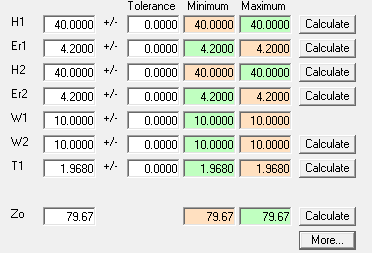 Tolerance Minimum Maximum
H1 40.0000 +/- 0.0000 40.0000 40.0000 Calculate
Er1 4.2000 +/- 0.0000 4.2000 4.2000 Calculate
H2 40.0000 +/- 0.0000 40.0000 40.0000 Calculate
Er2 4.2000 +/- 0.0000 4.2000 4.2000 Calculate
W1 10.0000 +/- 0.0000 10.0000 10.0000
W2 10.0000 +/- 0.0000 10.0000 10.0000 Calculate
T1 1.9680 +/- 0.0000 1.9680 1.9680 Calculate
Zo 79.67 79.67 79.67 Calculate
More...